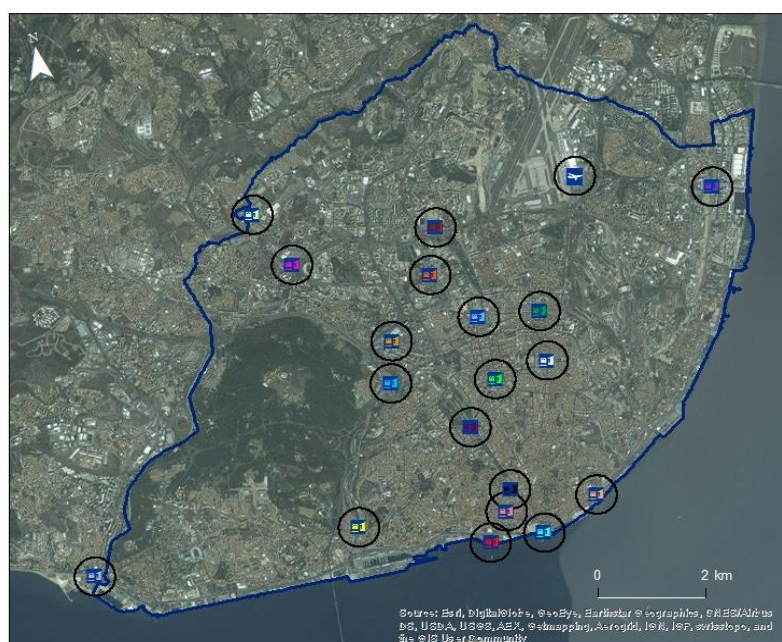 N
0 2 km
Source: Esri, DigitalGlobe, GeoEye, Earthstar Geographics, CNES/Airbus
DS, USDA, USGS, AEX, Getmapping, Aerogrid, IGN, IGP, swisstopo, and
the GIS User Community